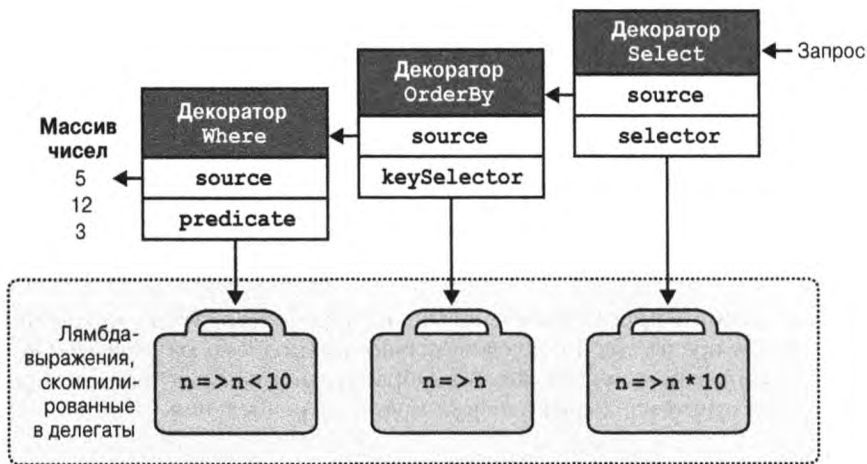 Декоратор
Select
Запрос
source
selector
Декоратор
OrderBy
source
keySelector
Декоратор
Where
source
predicate
Массив
чисел
5
12
3
Лямбда-
выражения,
скомпили-
рованные
в делегаты
n=>n<10
n=>n
n=>n*10